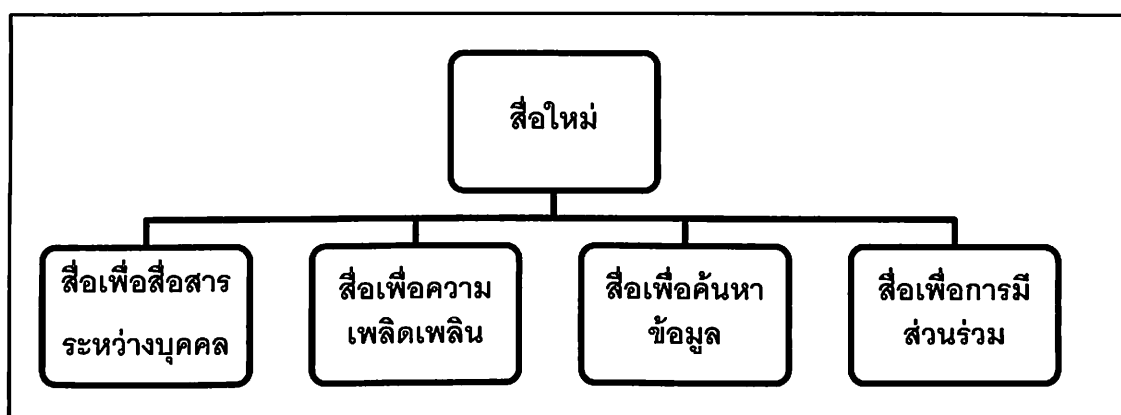 สื่อใหม่
สื่อเพื่อสื่อสาร
ระหว่างบุคคล
สื่อเพื่อความ
เพลิดเพลิน
สื่อเพื่อค้นหา
ข้อมูล
สื่อเพื่อการมี
ส่วนร่วม